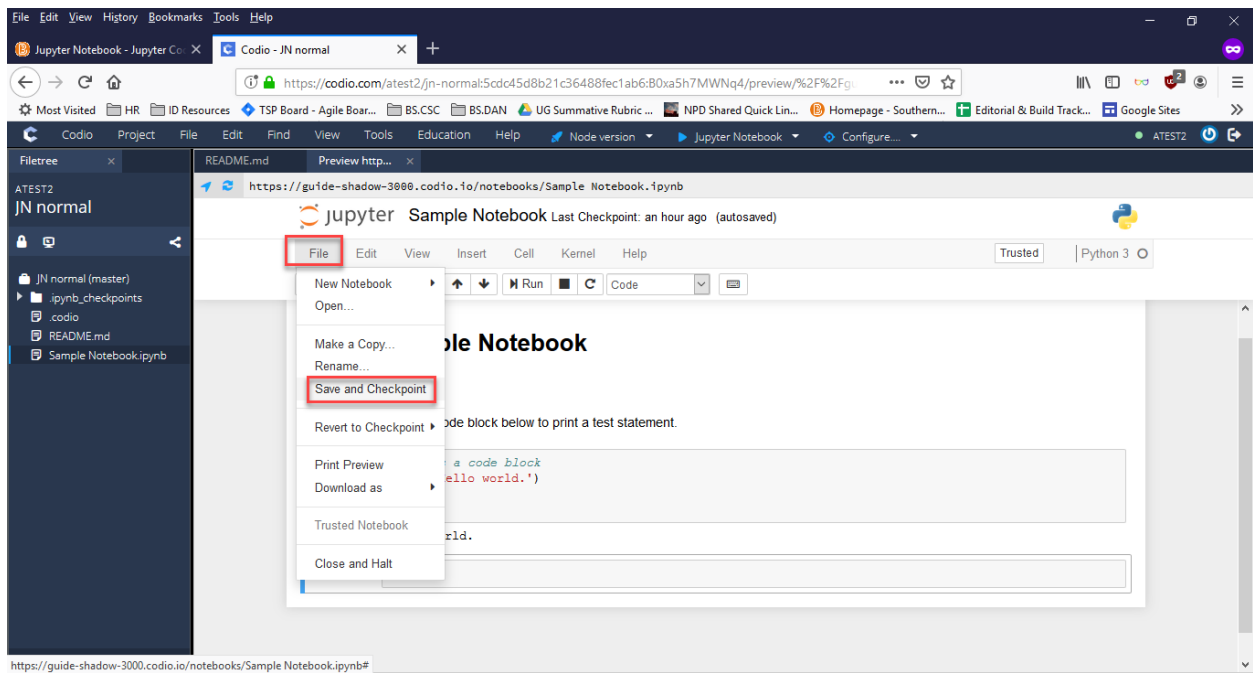 File Edit View History Bookmarks Tools Help
Jupyter Notebook - Jupyter Co Codio - JN normal
https://codio.com/atest2/jn-normal:5cdc45d8b21c36488fec1ab6:B0xa5h7MWNq4/preview/%2F%2Fgu 2
Most Visited HR ID Resources TSP Board - Agile Boar... BS.CSC BS.DAN UG Summative Rubric ... NPD Shared Quick Lin... Homepage - Southern... Editorial & Build Track... Google Sites
Codio Project File Edit Find View Tools Education Help Node version Jupyter Notebook Configure.... ATEST2
Filetree README.md Preview http...
https://guide-shadow-3000.codio.io/notebooks/Sample Notebook.ipynb
ATEST2
JN normal
JN normal (master)
.ipynb_checkpoints
.codio
README.md
Sample Notebook.ipynb
jupyter Sample Notebook Last Checkpoint: an hour ago (autosaved)
File Edit View Insert Cell Kernel Help Trusted Python 3
Run Code
New Notebook
Open...
Make a Copy...
Rename...
Save and Checkpoint
Revert to Checkpoint
Print Preview
Download as
Trusted Notebook
Close and Halt
ple Notebook
ode block below to print a test statement.
a code block
ello world.')
rld.
https://guide-shadow-3000.codio.io/notebooks/Sample Notebook.ipynb#